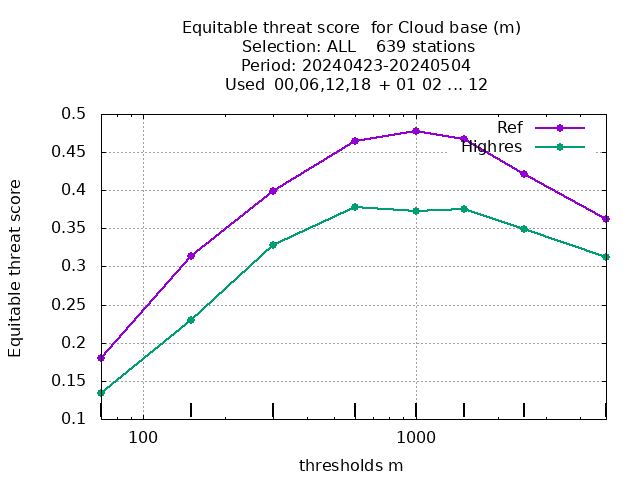 Equitable threat score  for Cloud base (m)
Selection: ALL    639 stations
Period: 20240423-20240504
Used  00,06,12,18  + 01 02 ... 12
Ref
Highres
0.5
0.45
0.4
0.35
0.3
0.25
0.2
0.15
0.1
Equitable threat score
100
1000
thresholds m